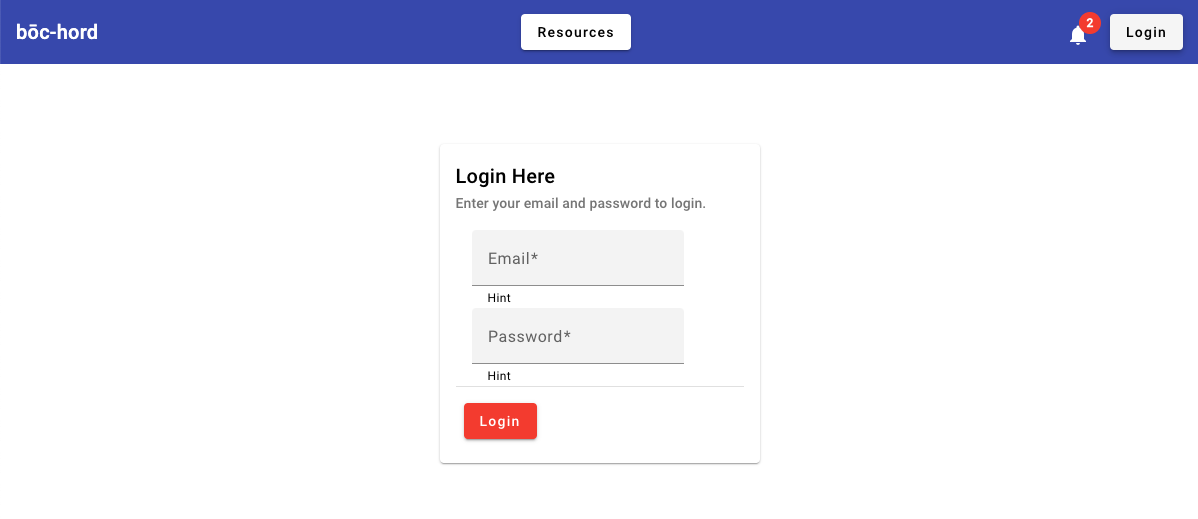 bōc-hord
Resources
2
Login
Login Here
Enter your email and password to login.
Email*
Hint
Password*
Hint
Login